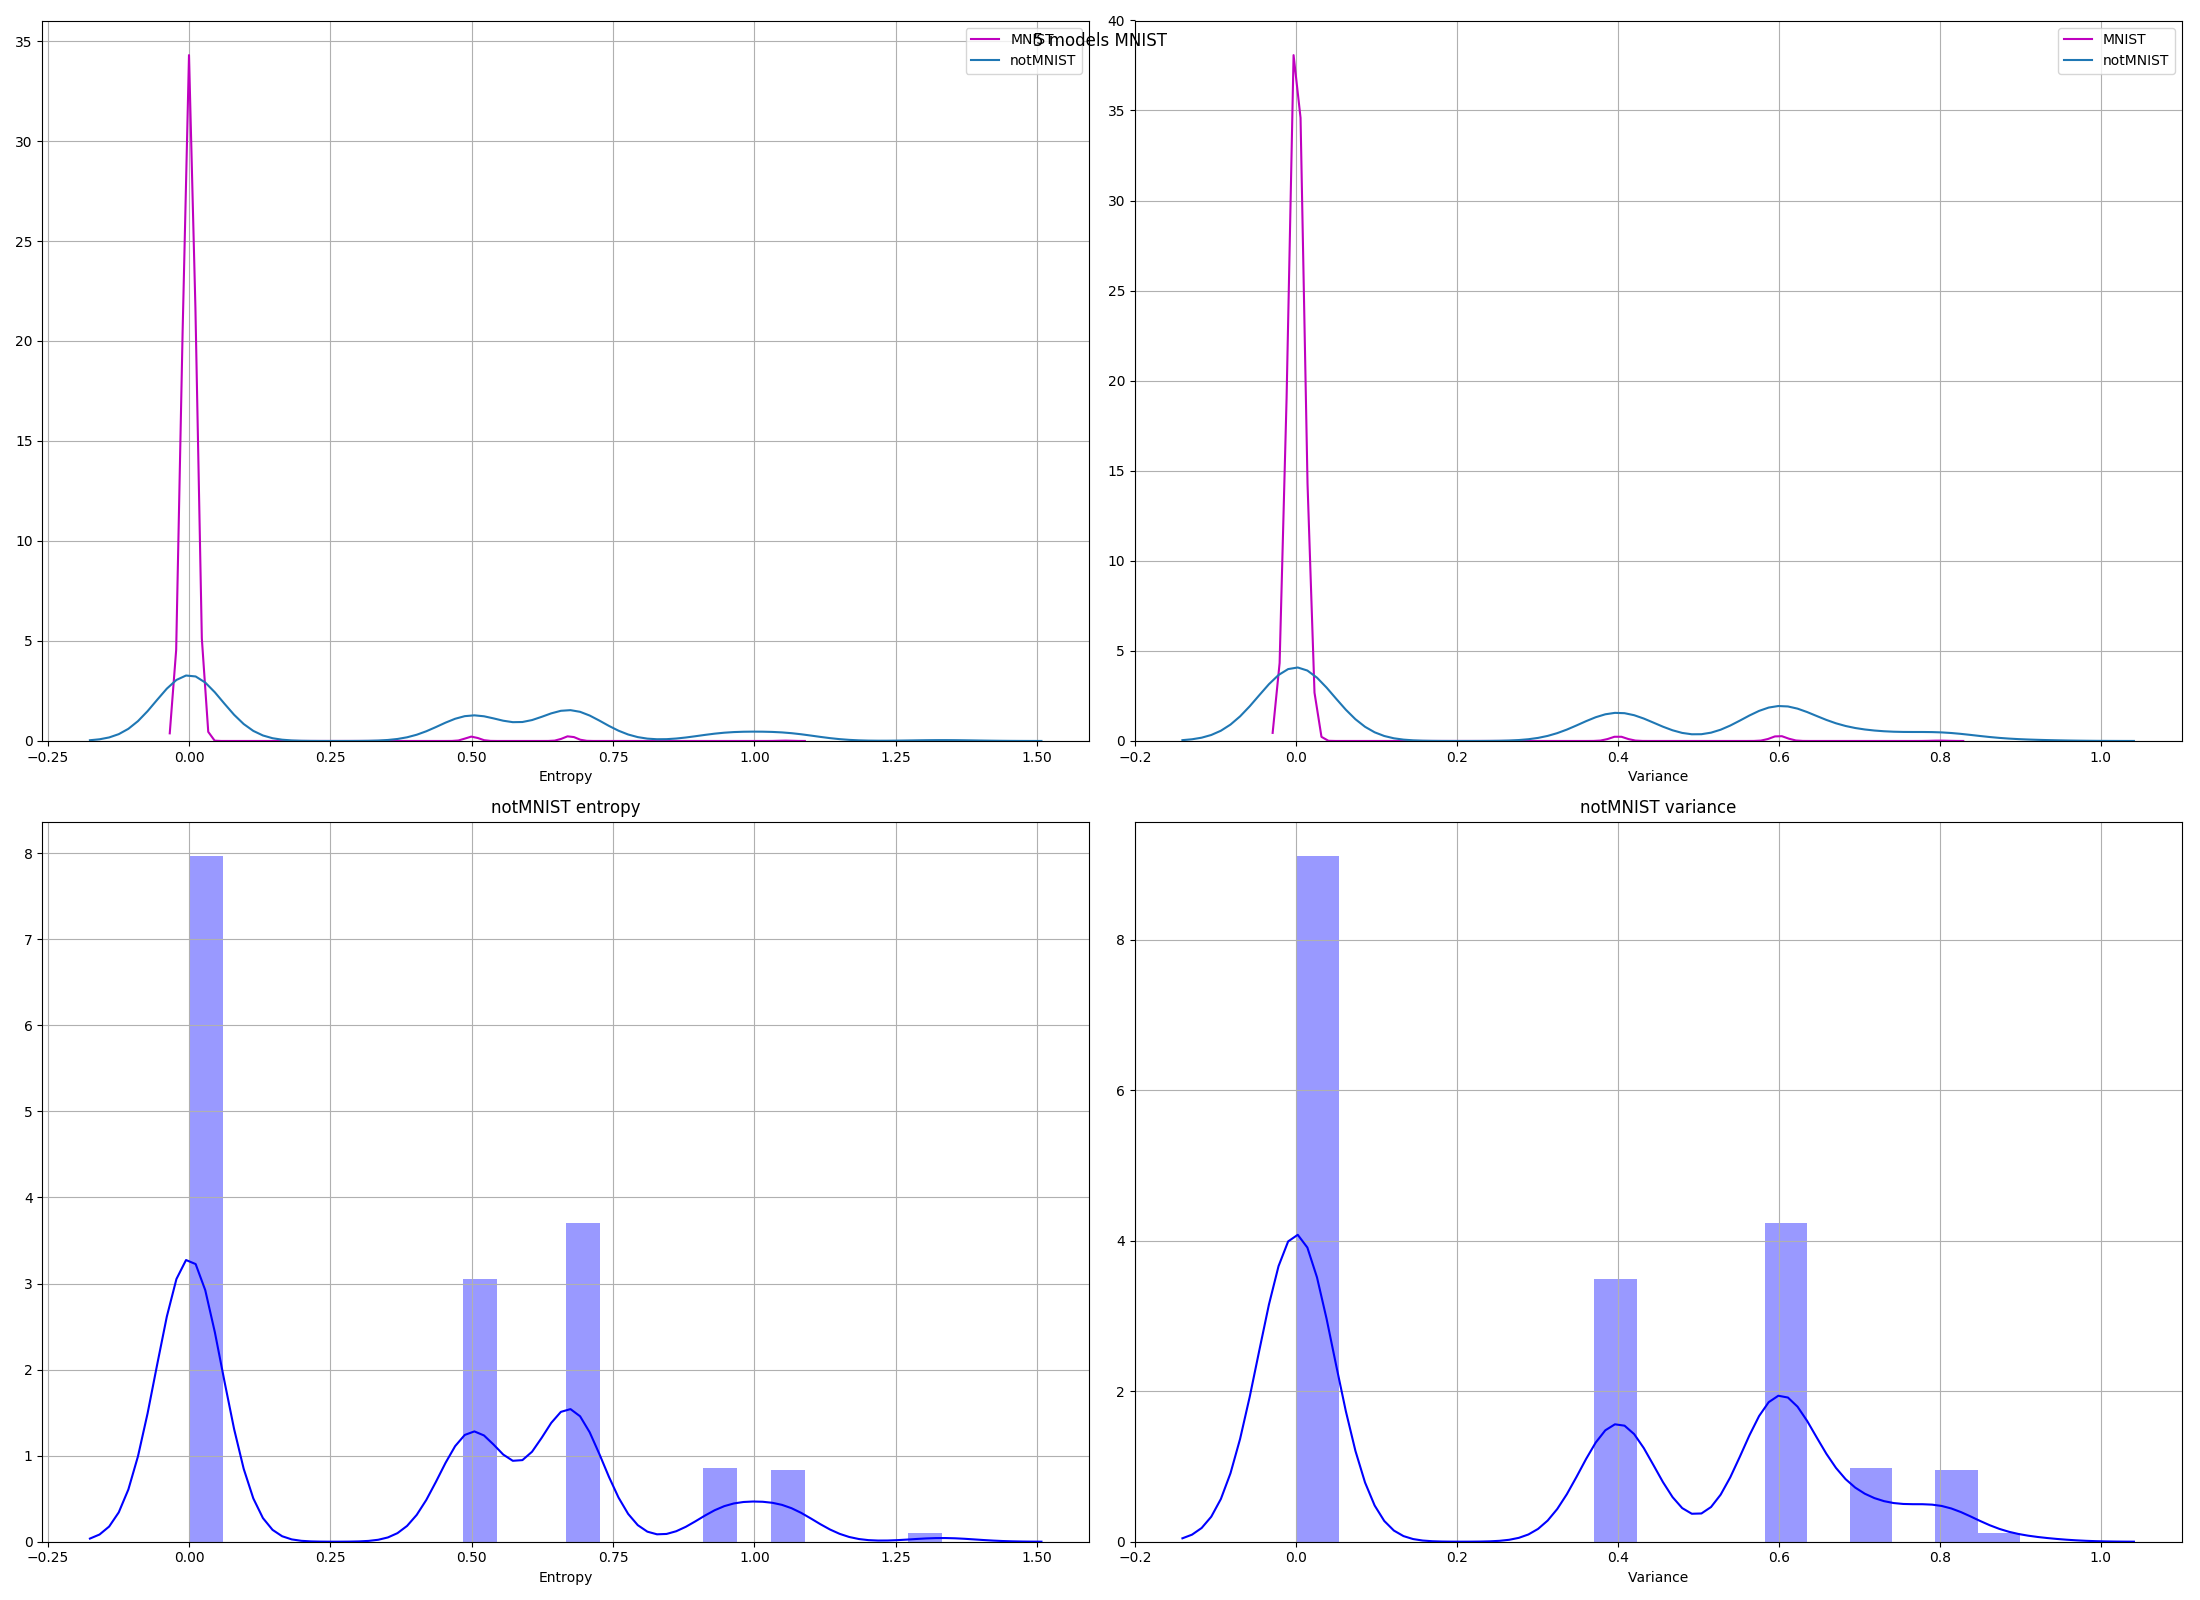 5 models MNIST
MNIST
notMNIST
35
30
25
20
15
10
5
0
−0.25 0.00 0.25 0.50 0.75 1.00 1.25 1.50
Entropy
MNIST
notMNIST
40
35
30
25
20
15
10
5
0
−0.2 0.0 0.2 0.4 0.6 0.8 1.0
Variance
notMNIST entropy
8
7
6
5
4
3
2
1
0
−0.25 0.00 0.25 0.50 0.75 1.00 1.25 1.50
Entropy
notMNIST variance
8
6
4
2
0
−0.2 0.0 0.2 0.4 0.6 0.8 1.0
Variance